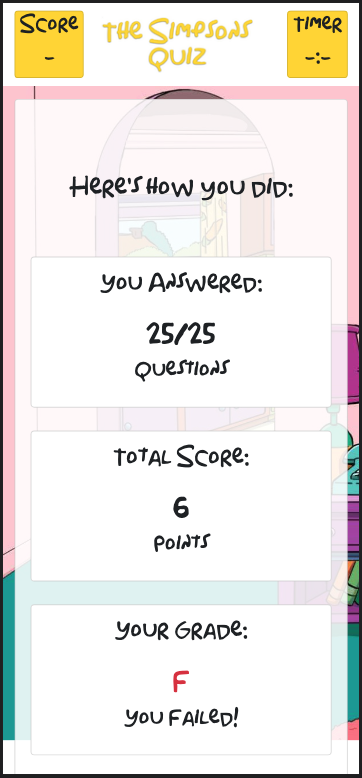 Score
-
The Simpsons
Quiz
Timer
-:-
Here's How You Did:
You Answered:
25/25
Questions
Total Score:
6
Points
Your Grade:
F
You Failed!